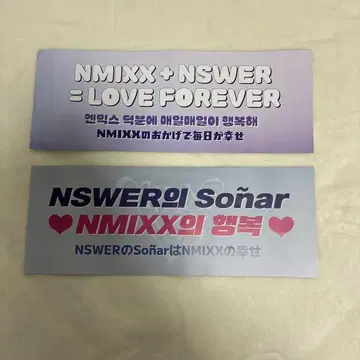 NMIXX + NSWER
= LOVE FOREVER
엔믹스 덕분에 매일매일이 행복해
NMIXXのおかげで毎日が幸せ
NSWER의 Soñar
♥ NMIXX의 행복 ♥
NSWERのSoñarはNMIXXの幸せ